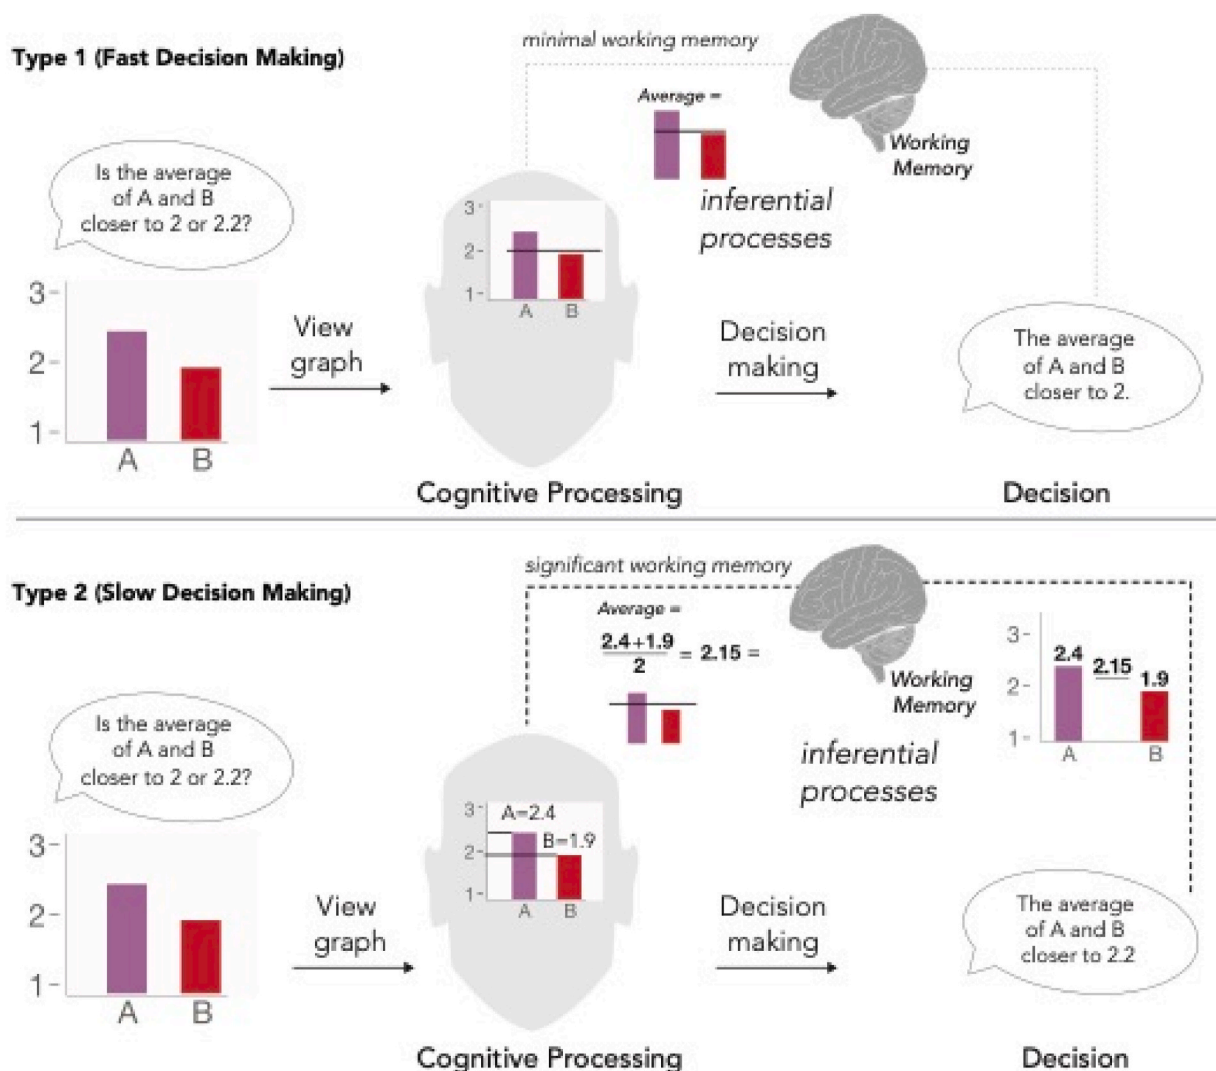 Type 1 (Fast Decision Making)
minimal working memory
Average =
Working
Memory
inferential
processes
Is the average
of A and B
closer to 2 or 2.2?
3
2
1
A
B
View
graph
3
2
1
A
B
Decision
making
The average
of A and B
closer to 2.
Cognitive Processing
Decision
Type 2 (Slow Decision Making)
significant working memory
Average =
2.4+1.9
2
= 2.15 =
Working
Memory
inferential
processes
3
2
1
2.4
2.15
1.9
A
B
Is the average
of A and B
closer to 2 or 2.2?
3
2
1
A
B
View
graph
3
2
1
A=2.4
B=1.9
A
B
Decision
making
The average
of A and B
closer to 2.2
Cognitive Processing
Decision